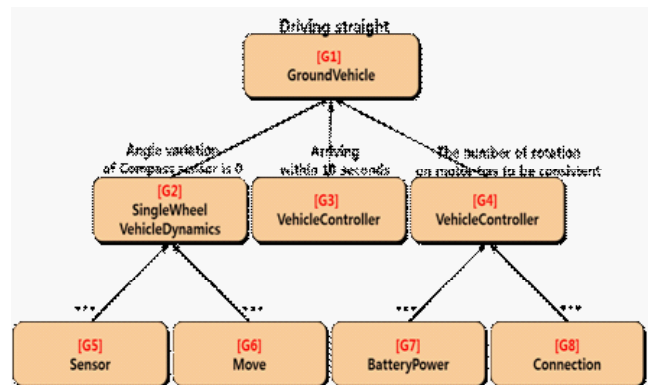 Driving straight
[G1]
GroundVehicle
Angle variation
of Compass sensor is 0
Arriving
within 10 seconds
The number of rotation
on motor has to be consistent
[G2]
SingleWheel
VehicleDynamics
[G3]
VehicleController
[G4]
VehicleController
...
...
...
...
[G5]
Sensor
[G6]
Move
[G7]
BatteryPower
[G8]
Connection